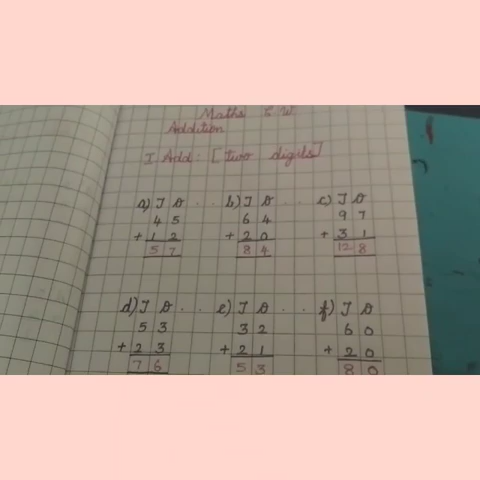 Maths C.W.
Addition
I Add: [two digits]
a) T O .. b) T O .. c) T O
4 5 6 4 9 7
+ 1 2 + 2 0 + 3 1
5 7 8 4 12 8
d) T O .. e) T O .. f) T O
5 3 3 2 6 0
+ 2 3 + 2 1 + 2 0
7 6 5 3 8 0